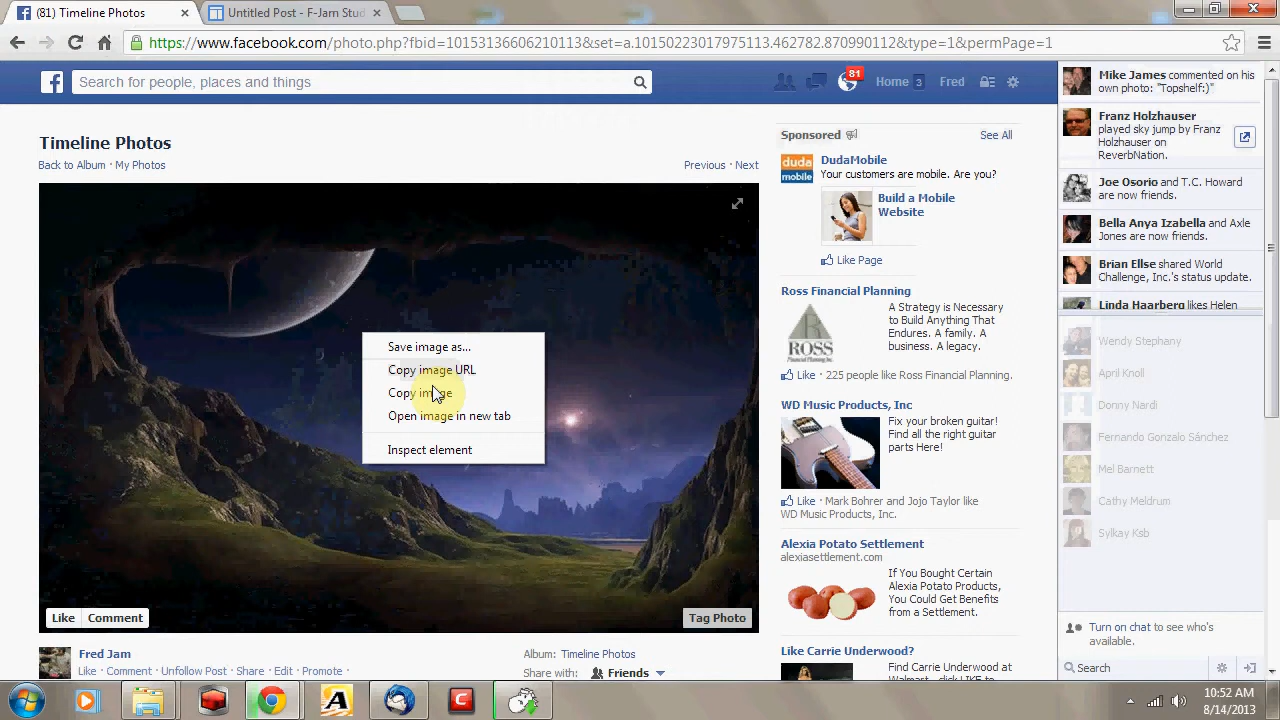 (81) Timeline Photos
Untitled Post - F-Jam Stud
https://www.facebook.com/photo.php?fbid=10153136606210113&set=a.10150223017975113.462782.870990112&type=1&permPage=1
Search for people, places and things
81
Home 3
Fred
Timeline Photos
Back to Album · My Photos
Previous · Next
Save image as...
Copy image URL
Copy image
Open image in new tab
Inspect element
Like
Comment
Tag Photo
Fred Jam
Like · Comment · Unfollow Post · Share · Edit · Promote ·
Album: Timeline Photos
Share with: Friends
Sponsored
See All
duda
mobile
DudaMobile
Your customers are mobile. Are you?
Build a Mobile
Website
Like Page
Ross Financial Planning
A Strategy is Necessary
to Build Anything That
Endures. A family. A
business. A legacy.
R
ROSS
Like · 225 people like Ross Financial Planning.
WD Music Products, Inc
Fix your broken guitar!
Find all the right guitar
parts Here!
Like · Mark Bohrer and Jojo Taylor like
WD Music Products, Inc.
Alexia Potato Settlement
alexiasettlement.com
If You Bought Certain
Alexia Potato Products,
You Could Get Benefits
from a Settlement.
Like Carrie Underwood?
Find Carrie Underwood at
Mike James commented on his
own photo: "Topshelf:)"
Franz Holzhauser
played sky jump by Franz
Holzhauser on
ReverbNation.
Joe Osorio and T.C. Howard
are now friends.
Bella Anya Izabella and Axle
Jones are now friends.
Brian Ellse shared World
Challenge, Inc.'s status update.
Linda Haarberg likes Helen
Wendy Stephany
April Knoll
Donny Nardi
Fernando Gonzalo Sánchez
Mel Barnett
Cathy Meldrum
Sylkay Ksb
Turn on chat to see who's
available.
Search
10:52 AM
8/14/2013